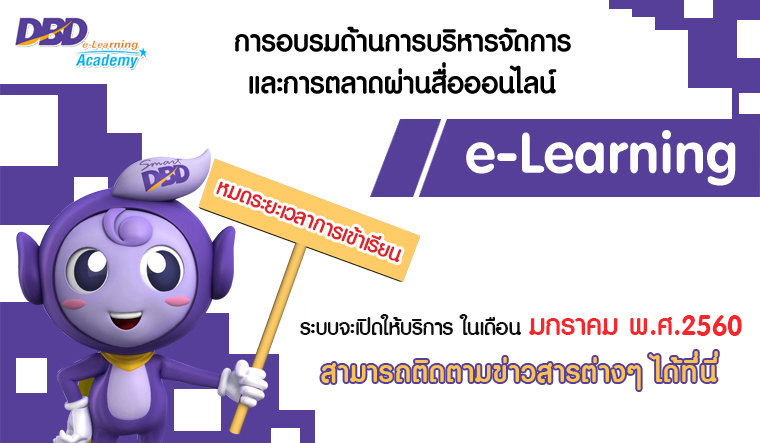 DBD
e-Learning
Academy
การอบรมด้านการบริหารจัดการ
และการตลาดผ่านสื่อออนไลน์
e-Learning
Smart
DBD
หมดระยะเวลาการเข้าเรียน
ระบบจะเปิดให้บริการ ในเดือน มกราคม พ.ศ.2560
สามารถติดตามข่าวสารต่างๆ ได้ที่นี่